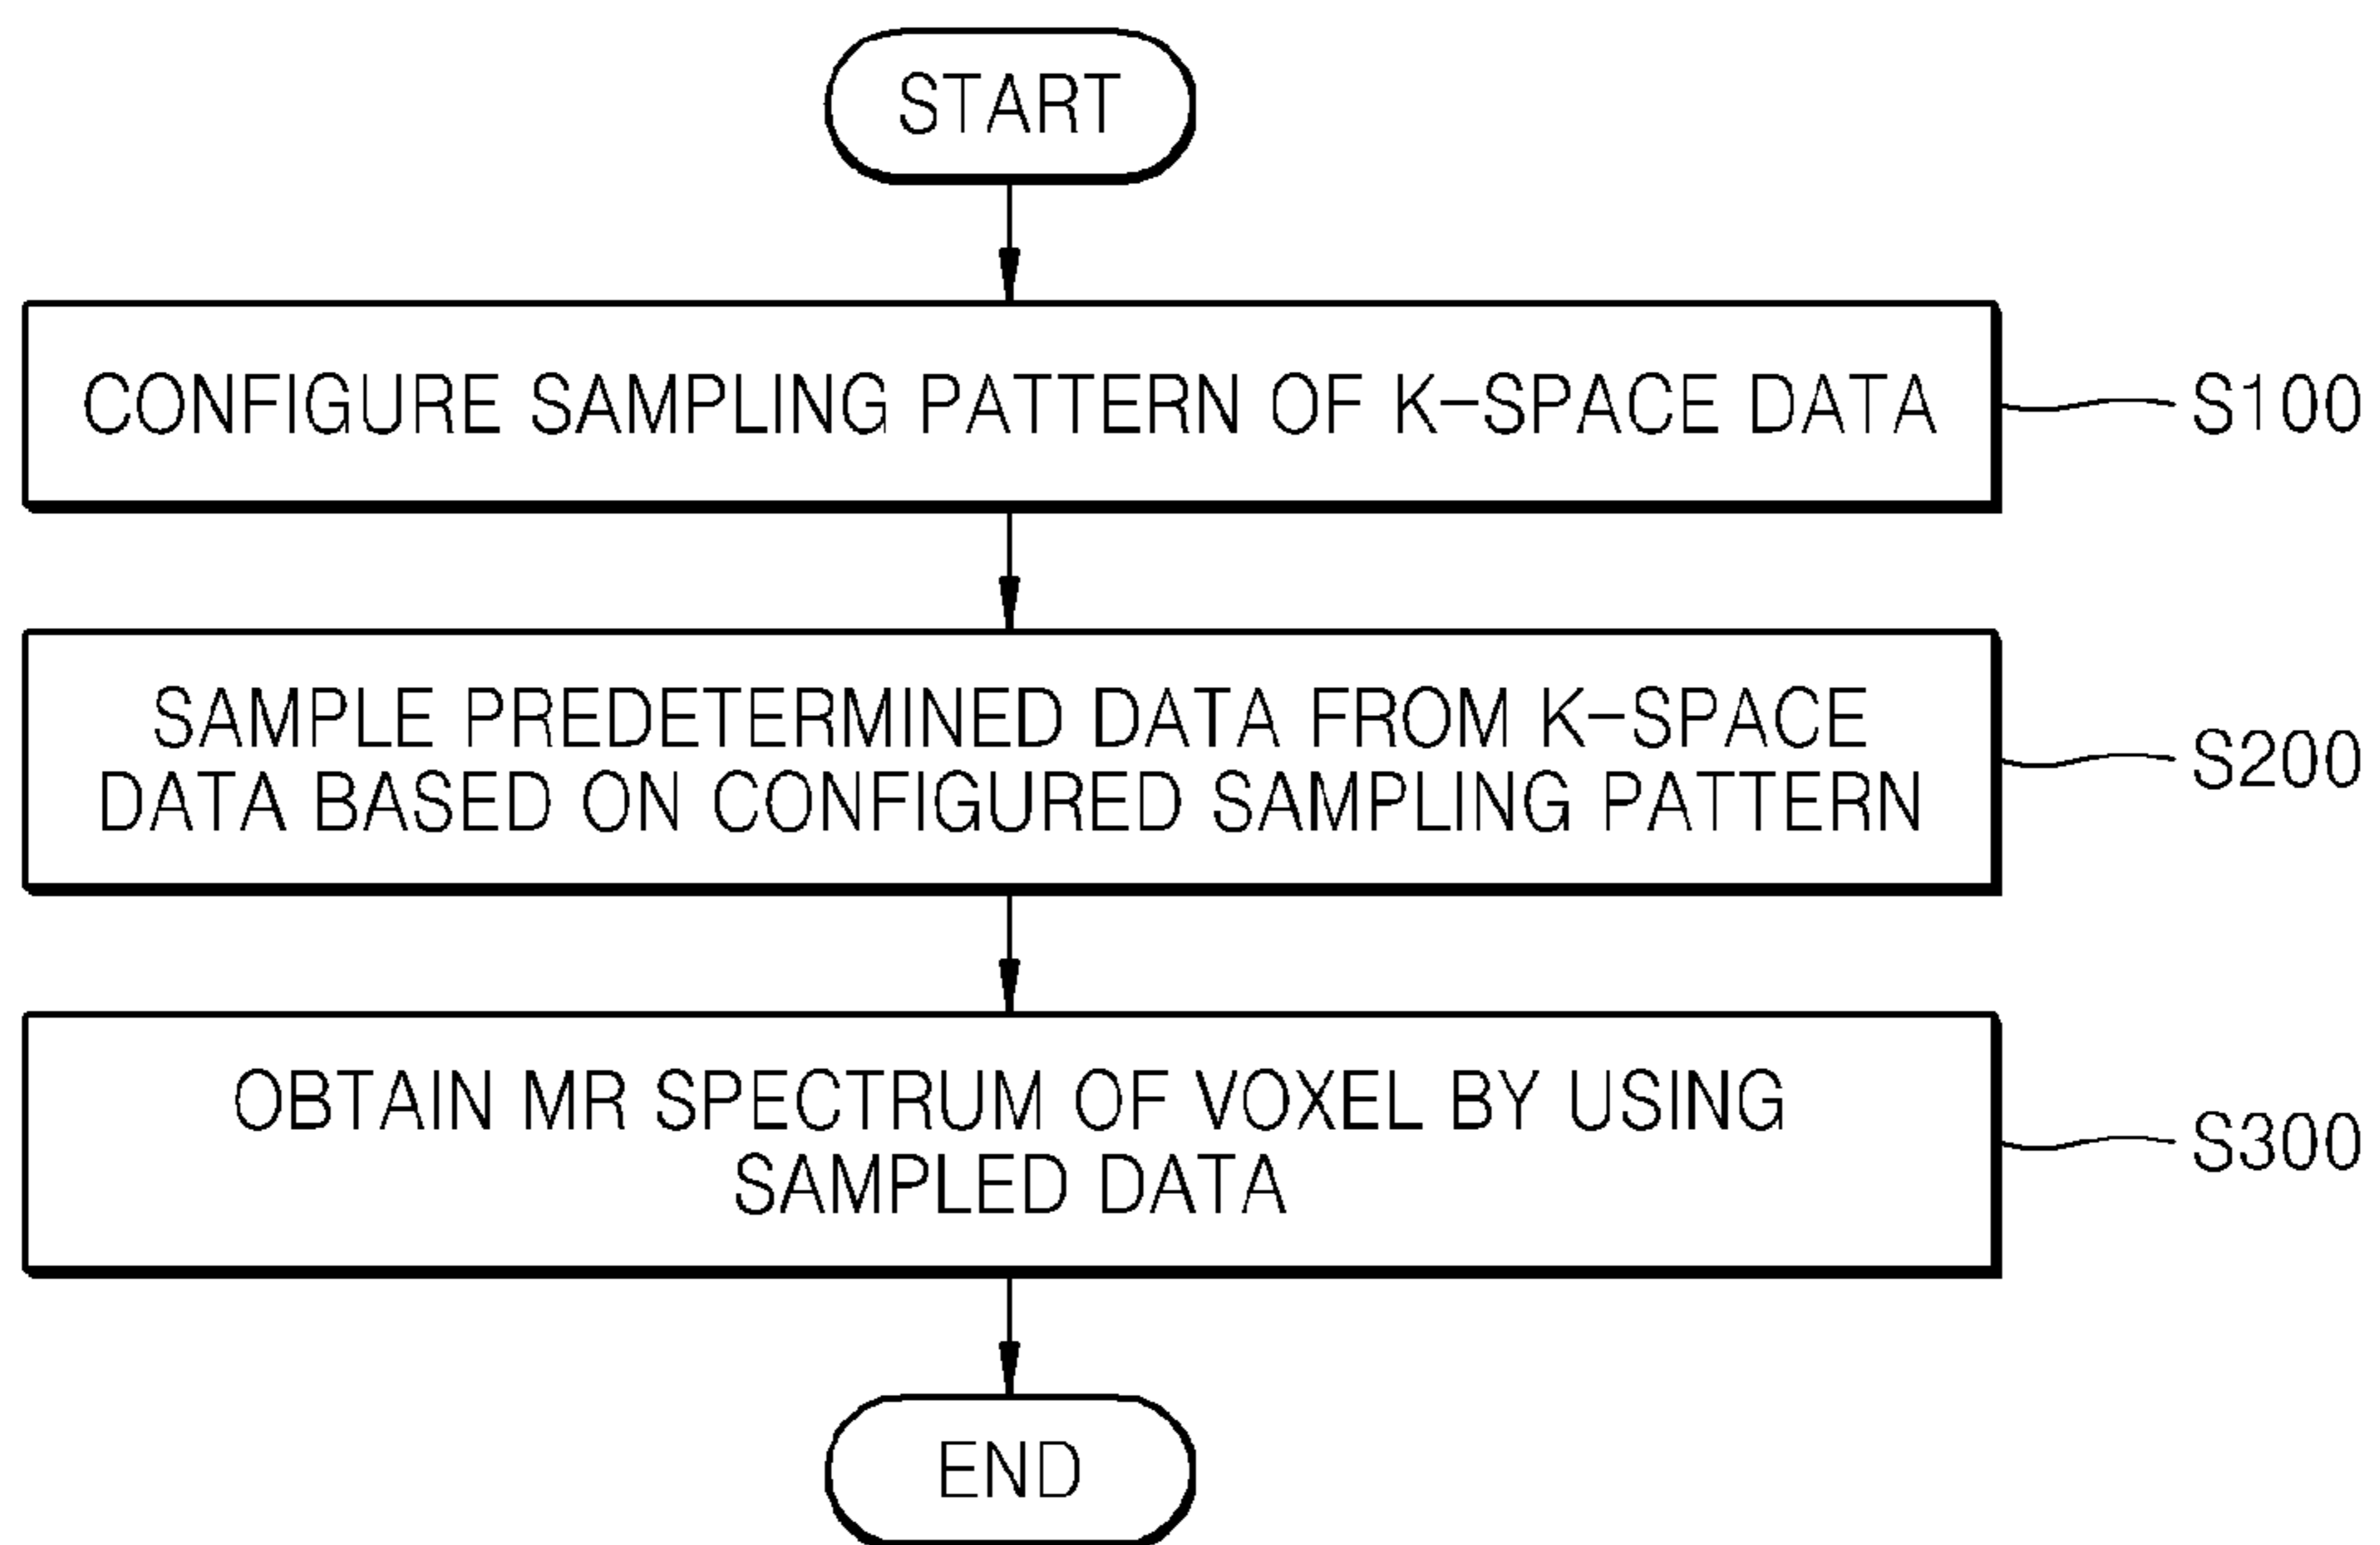 START
CONFIGURE SAMPLING PATTERN OF K-SPACE DATA
S100
SAMPLE PREDETERMINED DATA FROM K-SPACE
DATA BASED ON CONFIGURED SAMPLING PATTERN
S200
OBTAIN MR SPECTRUM OF VOXEL BY USING
SAMPLED DATA
S300
END